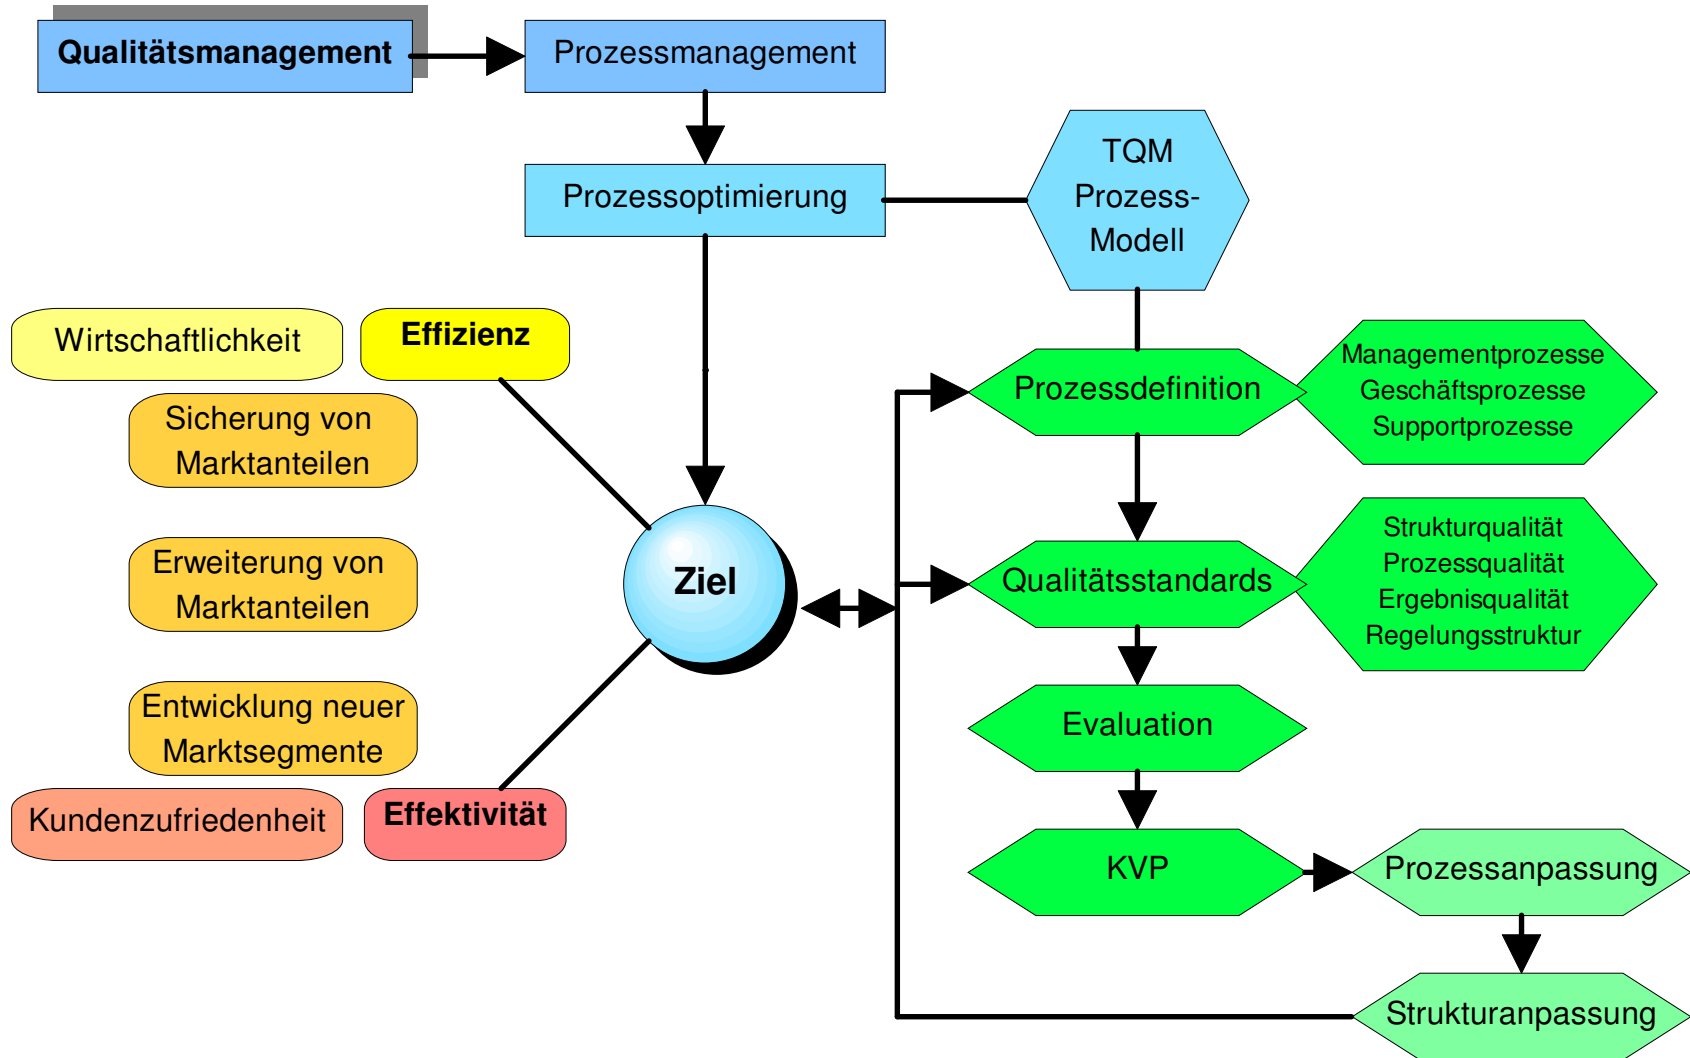 Qualitätsmanagement
Prozessmanagement
Prozessoptimierung
TQM
Prozess-
Modell
Wirtschaftlichkeit
Effizienz
Sicherung von
Marktanteilen
Erweiterung von
Marktanteilen
Entwicklung neuer
Marktsegmente
Kundenzufriedenheit
Effektivität
Ziel
Prozessdefinition
Managementprozesse
Geschäftsprozesse
Supportprozesse
Qualitätsstandards
Strukturqualität
Prozessqualität
Ergebnisqualität
Regelungsstruktur
Evaluation
KVP
Prozessanpassung
Strukturanpassung